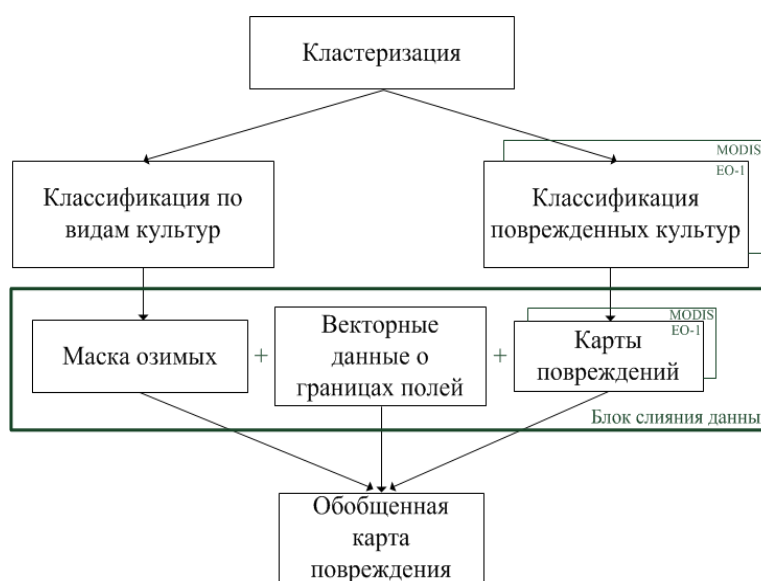 Кластеризация
MODIS
EO-1
Классификация по
видам культур
Классификация
поврежденных культур
Маска озимых
+
Векторные
данные о
границах полей
+
MODIS
EO-1
Карты
повреждений
Блок слияния данны
Обобщенная
карта
повреждения